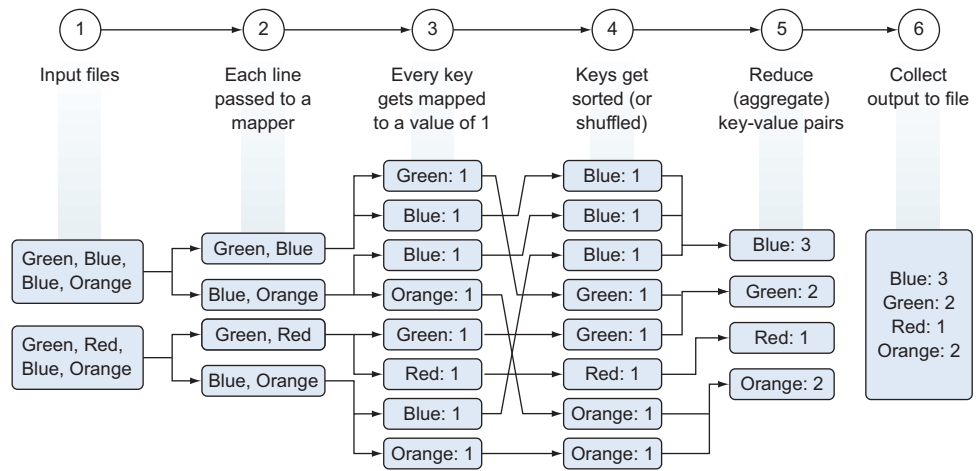 1
2
3
4
5
6
Input files
Each line
passed to a
mapper
Every key
gets mapped
to a value of 1
Keys get
sorted (or
shuffled)
Reduce
(aggregate)
key-value pairs
Collect
output to file
Green, Blue,
Blue, Orange
Green, Red,
Blue, Orange
Green, Blue
Blue, Orange
Green, Red
Blue, Orange
Green: 1
Blue: 1
Blue: 1
Orange: 1
Green: 1
Red: 1
Blue: 1
Orange: 1
Blue: 1
Blue: 1
Blue: 1
Green: 1
Green: 1
Red: 1
Orange: 1
Orange: 1
Blue: 3
Green: 2
Red: 1
Orange: 2
Blue: 3
Green: 2
Red: 1
Orange: 2